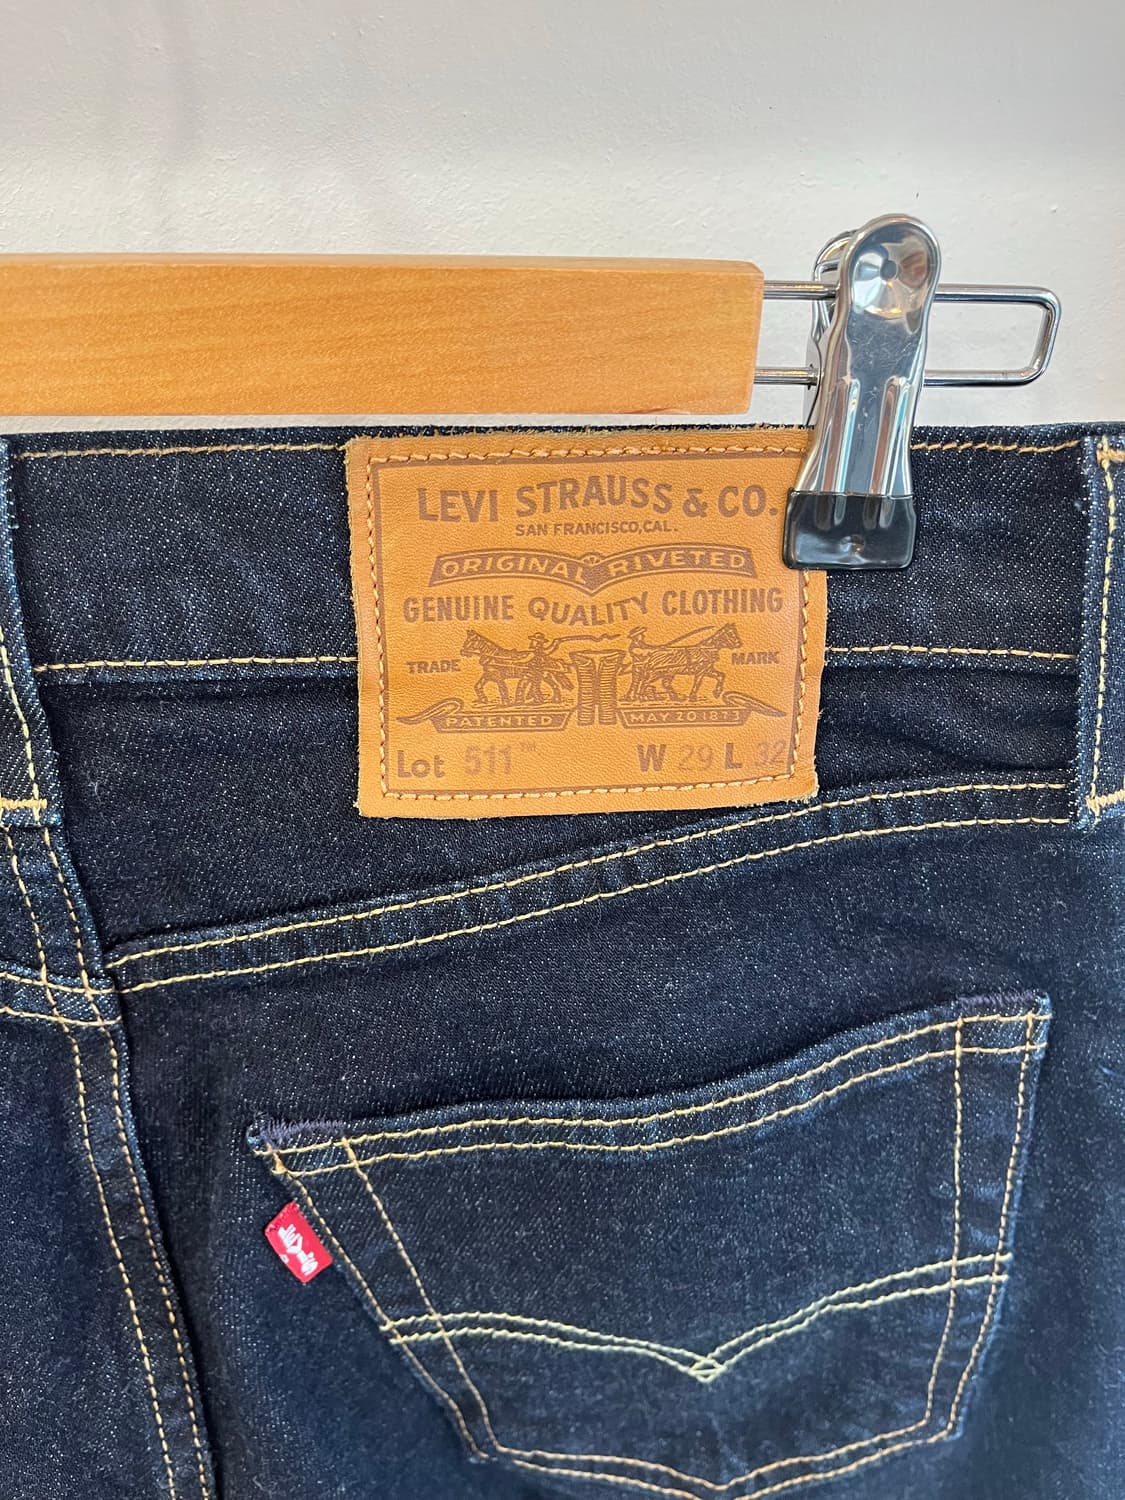 LEVI STRAUSS & CO.
SAN FRANCISCO, CAL.
ORIGINAL RIVETED
GENUINE QUALITY CLOTHING
TRADE MARK
PATENTED MAY 20 1873
Lot 511™ W 29 L 32
LEVI'S